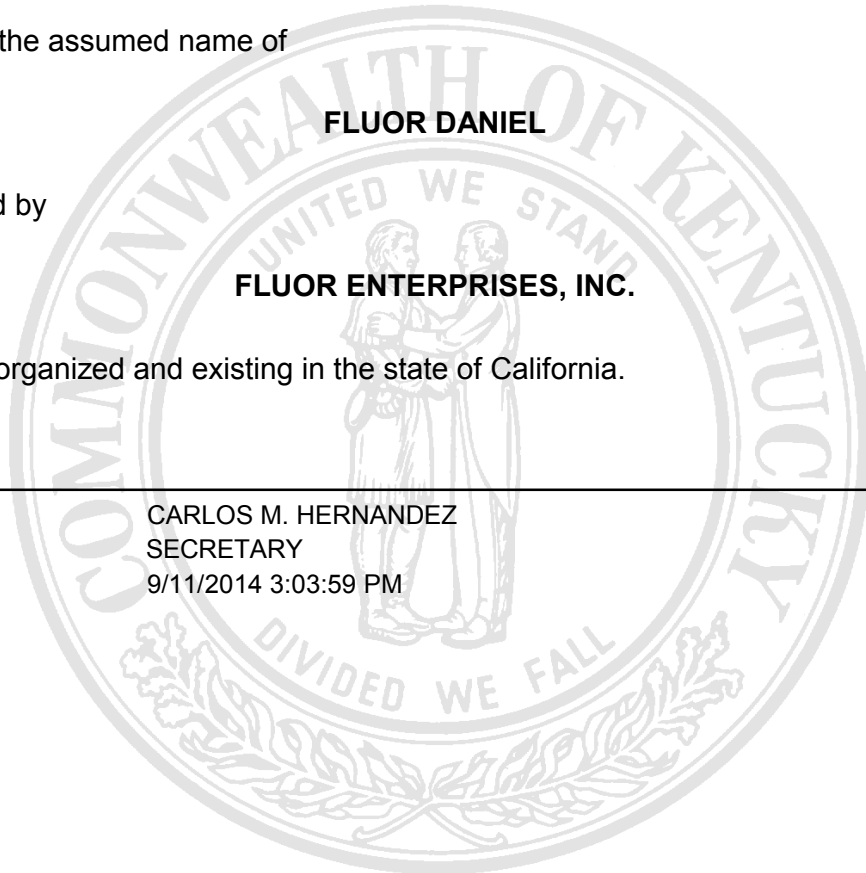 the assumed name of
FLUOR DANIEL
d by
FLUOR ENTERPRISES, INC.
organized and existing in the state of California.
CARLOS M. HERNANDEZ
SECRETARY
9/11/2014 3:03:59 PM
COMMONWEALTH OF KENTUCKY
UNITED WE STAND
DIVIDED WE FALL